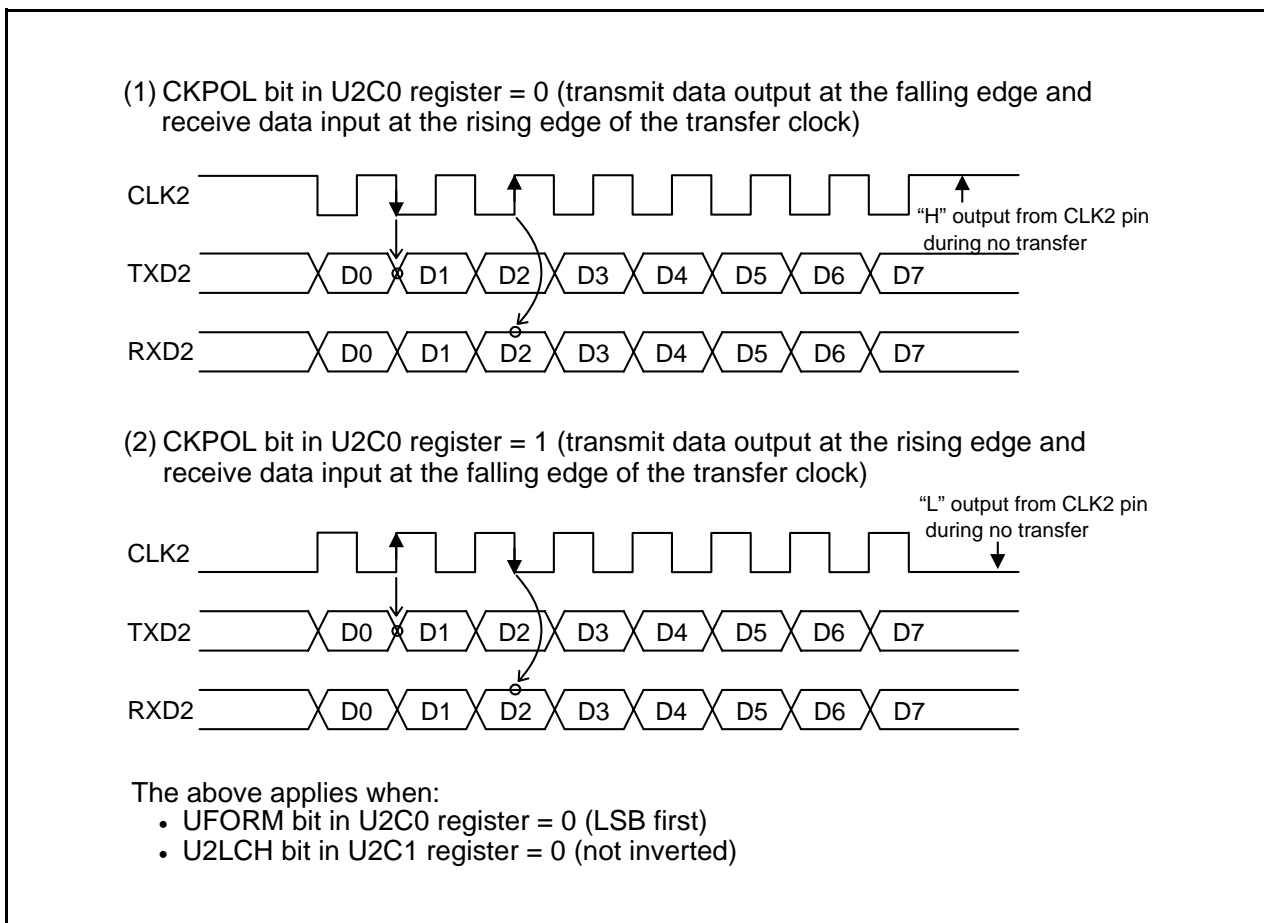 (1) CKPOL bit in U2C0 register = 0 (transmit data output at the falling edge and
receive data input at the rising edge of the transfer clock)
CLK2
“H” output from CLK2 pin
during no transfer
TXD2 D0 D1 D2 D3 D4 D5 D6 D7
RXD2 D0 D1 D2 D3 D4 D5 D6 D7
(2) CKPOL bit in U2C0 register = 1 (transmit data output at the rising edge and
receive data input at the falling edge of the transfer clock)
“L” output from CLK2 pin
during no transfer
CLK2
TXD2 D0 D1 D2 D3 D4 D5 D6 D7
RXD2 D0 D1 D2 D3 D4 D5 D6 D7
The above applies when:
• UFORM bit in U2C0 register = 0 (LSB first)
• U2LCH bit in U2C1 register = 0 (not inverted)